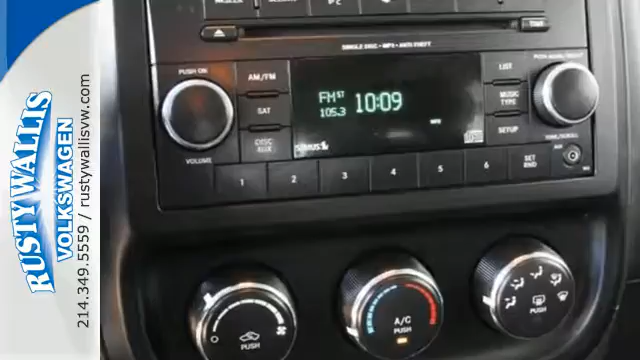 RUSTY WALLIS
VOLKSWAGEN
214.349.5559 / rustywallisvw.com
SINGLE DISC - MP3 - ANTI THEFT
PUSH ON
VOLUME
AM/FM
SAT
DISC
AUX
FM ST
105.3
10:09
SIRIUS
LIST
MUSIC
TYPE
SETUP
TUNE/SCROLL
1 2 3 4 5 6
SET
RND
PUSH
A/C
PUSH
PUSH